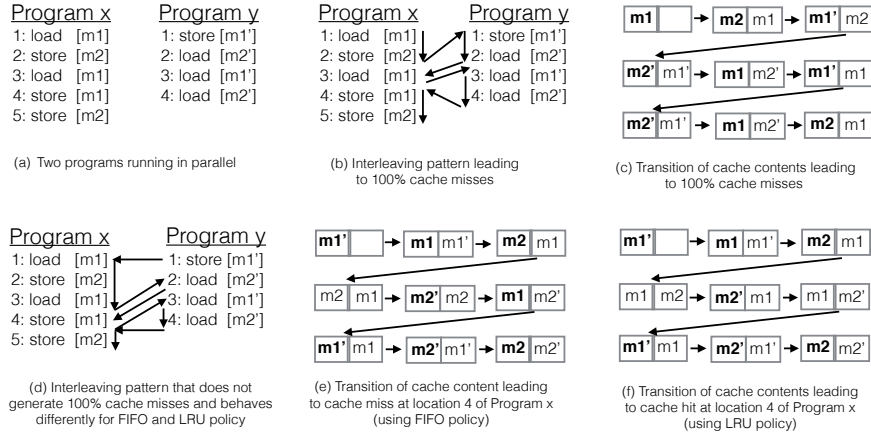 Program x
1: load [m1]
2: store [m2]
3: load [m1]
4: store [m1]
5: store [m2]
Program y
1: store [m1']
2: load [m2']
3: load [m1']
4: load [m2']
(a) Two programs running in parallel
Program x
1: load [m1]
2: store [m2]
3: load [m1]
4: store [m1]
5: store [m2]
Program y
1: store [m1']
2: load [m2']
3: load [m1']
4: load [m2']
(b) Interleaving pattern leading
to 100% cache misses
m1
m2 m1
m1' m2
m2' m1'
m1 m2'
m1' m1
m2' m1'
m1 m2'
m2 m1
(c) Transition of cache contents leading
to 100% cache misses
Program x
1: load [m1]
2: store [m2]
3: load [m1]
4: store [m1]
5: store [m2]
Program y
1: store [m1']
2: load [m2']
3: load [m1']
4: load [m2']
(d) Interleaving pattern that does not
generate 100% cache misses and behaves
differently for FIFO and LRU policy
m1'
m1 m1'
m2 m1
m2 m1
m2' m2
m1 m2'
m1' m1
m2' m1'
m2 m2'
(e) Transition of cache content leading
to cache miss at location 4 of Program x
(using FIFO policy)
m1'
m1 m1'
m2 m1
m1 m2
m2' m1
m1 m2'
m1' m1
m2' m1'
m2 m2'
(f) Transition of cache contents leading
to cache hit at location 4 of Program x
(using LRU policy)